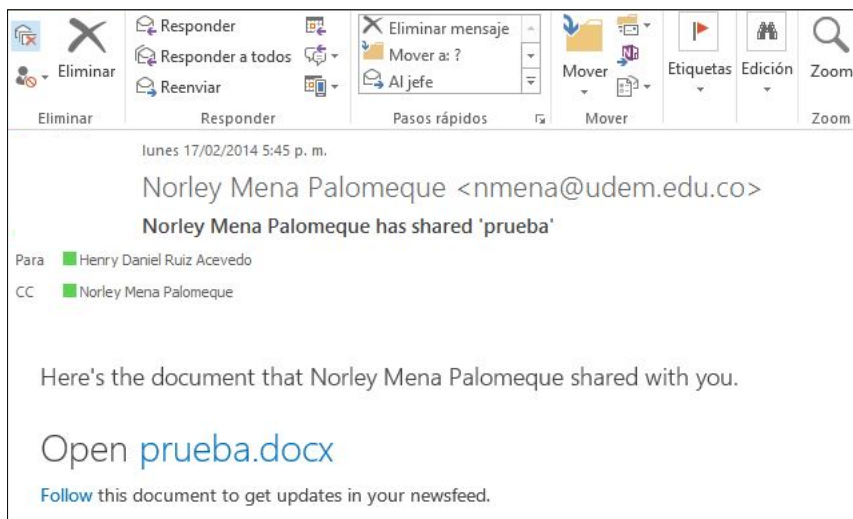 Eliminar
Responder
Responder a todos
Reenviar
Eliminar mensaje
Mover a: ?
Al jefe
Mover
Etiquetas
Edición
Zoom
Eliminar
Responder
Pasos rápidos
Mover
Zoom
lunes 17/02/2014 5:45 p. m.
Norley Mena Palomeque <nmena@udem.edu.co>
Norley Mena Palomeque has shared 'prueba'
Para Henry Daniel Ruiz Acevedo
CC Norley Mena Palomeque
Here's the document that Norley Mena Palomeque shared with you.
Open prueba.docx
Follow this document to get updates in your newsfeed.